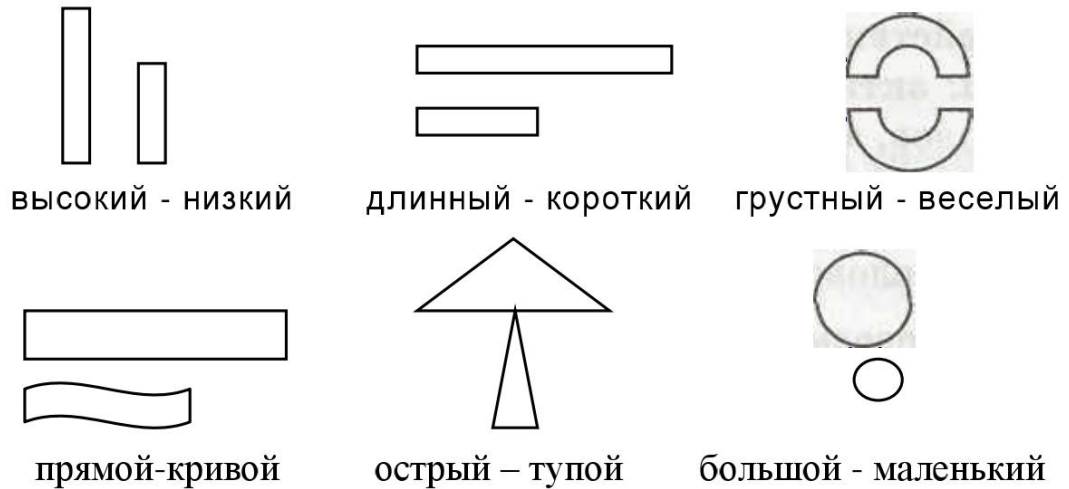 высокий - низкий
длинный - короткий
грустный - веселый
прямой-кривой
острый – тупой
большой - маленький